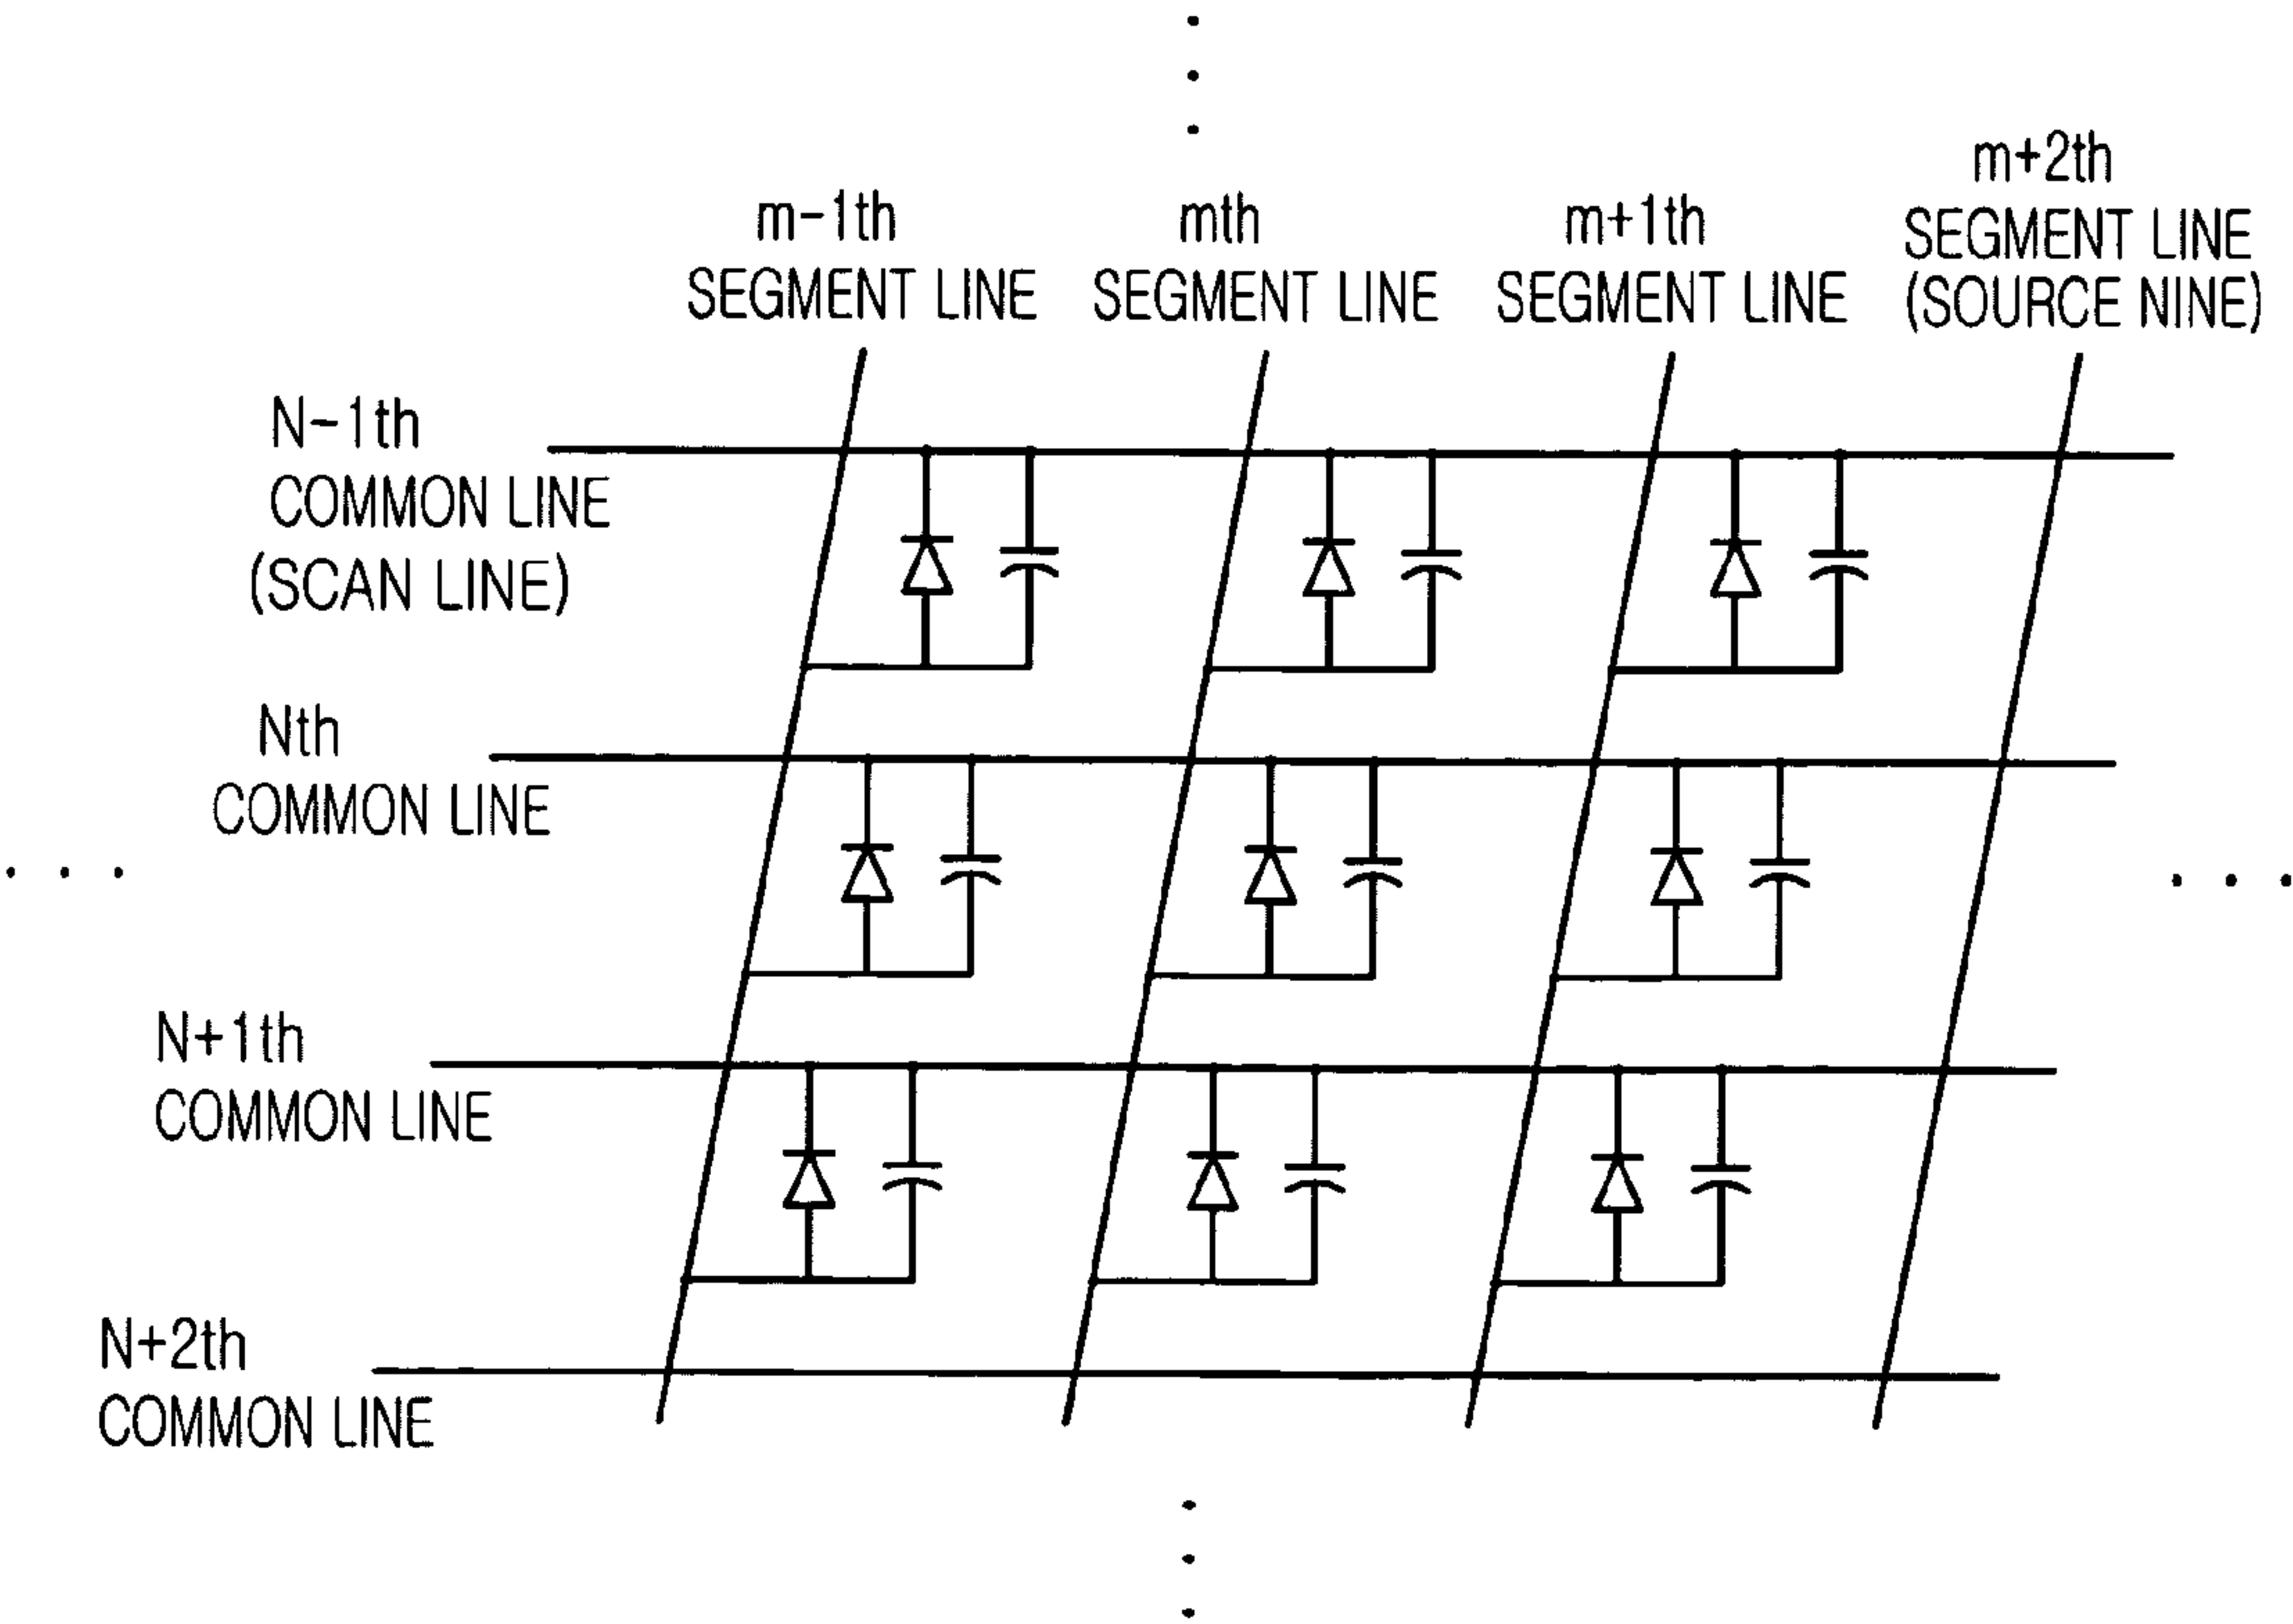 m-1th
SEGMENT LINE
mth
SEGMENT LINE
m+1th
SEGMENT LINE
m+2th
SEGMENT LINE
(SOURCE NINE)
N-1th
COMMON LINE
(SCAN LINE)
Nth
COMMON LINE
N+1th
COMMON LINE
N+2th
COMMON LINE